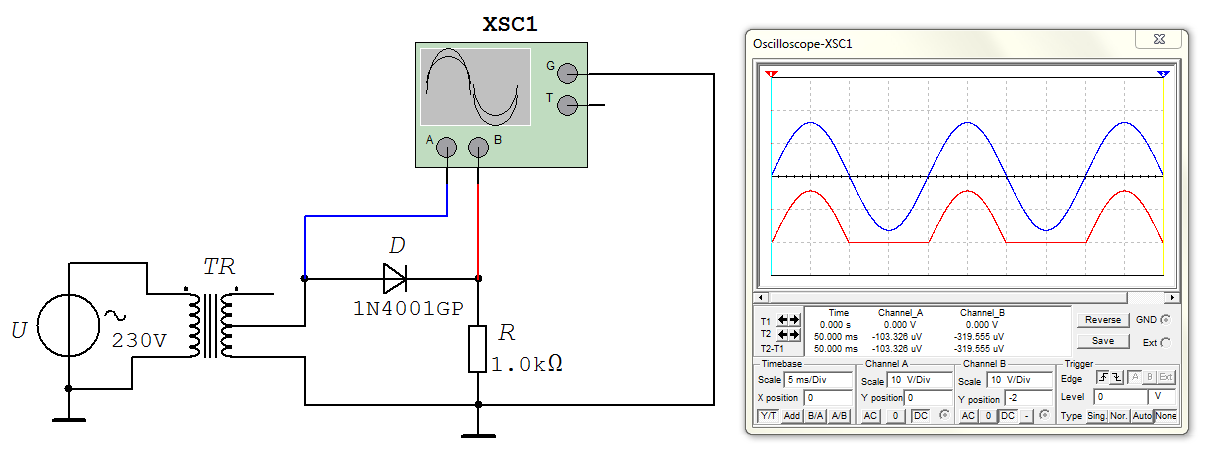 XSC1
G
T
A
B
D
1N4001GP
TR
U
230V
R
1.0kΩ
Oscilloscope-XSC1
Time Channel_A Channel_B
T1 0.000 s 0.000 V 0.000 V
T2 50.000 ms -103.326 uV -319.555 uV
T2-T1 50.000 ms -103.326 uV -319.555 uV
Reverse GND
Save Ext
Timebase Channel A Channel B Trigger
Scale 5 ms/Div Scale 10 V/Div Scale 10 V/Div Edge A B Ext
X position 0 Y position 0 Y position -2 Level 0 V
Y/T Add B/A A/B AC 0 DC AC 0 DC - Type Sing. Nor. Auto None